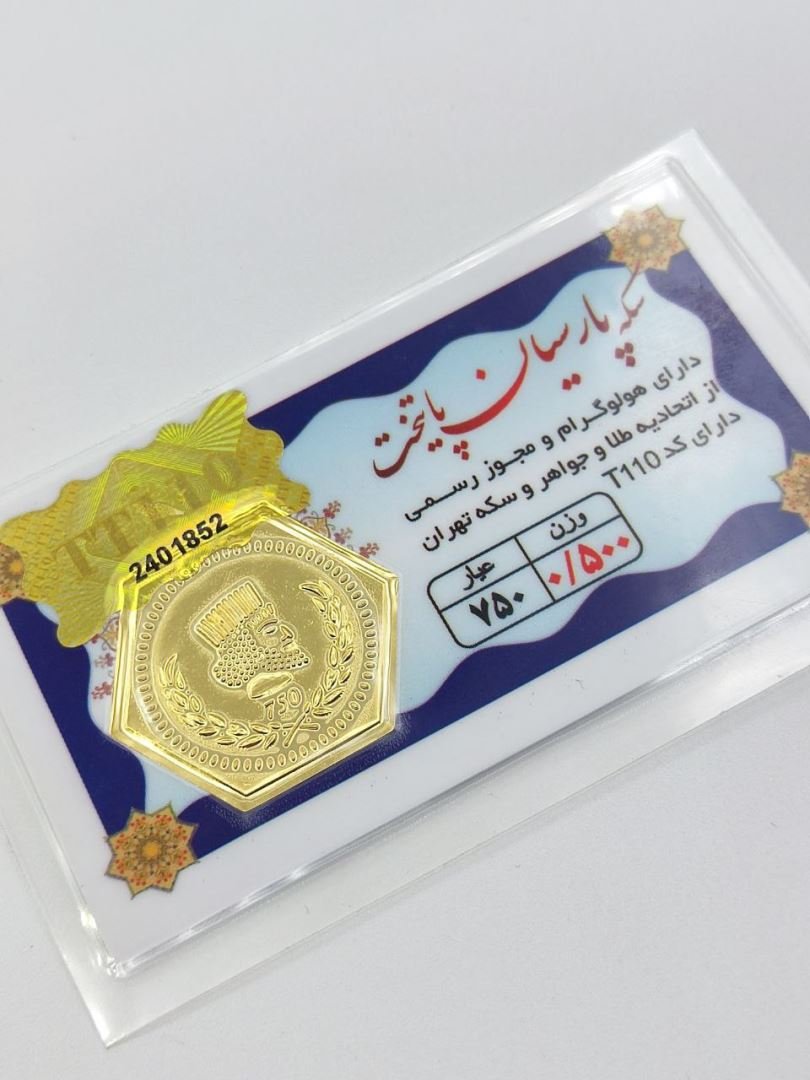 سکه پارسیان پایتخت
دارای هولوگرام و مجوز رسمی
از اتحادیه طلا و جواهر و سکه تهران
دارای کد T110
وزن
عیار
۰/۵۰۰
۷۵۰
2401852
750